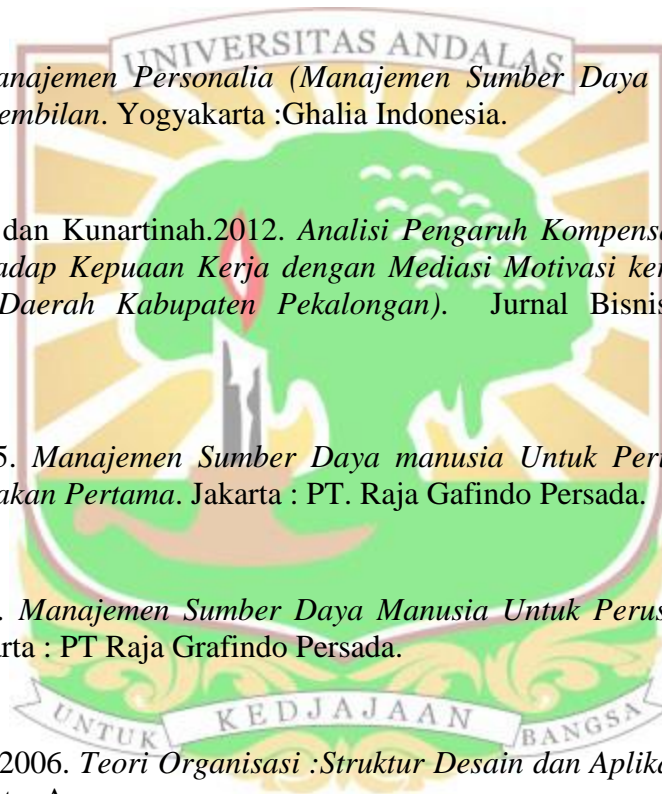 UNIVERSITAS ANDALAS
anajemen Personalia (Manajemen Sumber Daya
embilan. Yogyakarta :Ghalia Indonesia.
dan Kunartinah.2012. Analisi Pengaruh Kompensa
adap Kepuaan Kerja dengan Mediasi Motivasi ker
Daerah Kabupaten Pekalongan). Jurnal Bisnis
5. Manajemen Sumber Daya manusia Untuk Per
akan Pertama. Jakarta : PT. Raja Gafindo Persada.
. Manajemen Sumber Daya Manusia Untuk Perus
arta : PT Raja Grafindo Persada.
UNTUK KEDJAJAAN BANGSA
2006. Teori Organisasi :Struktur Desain dan Aplika